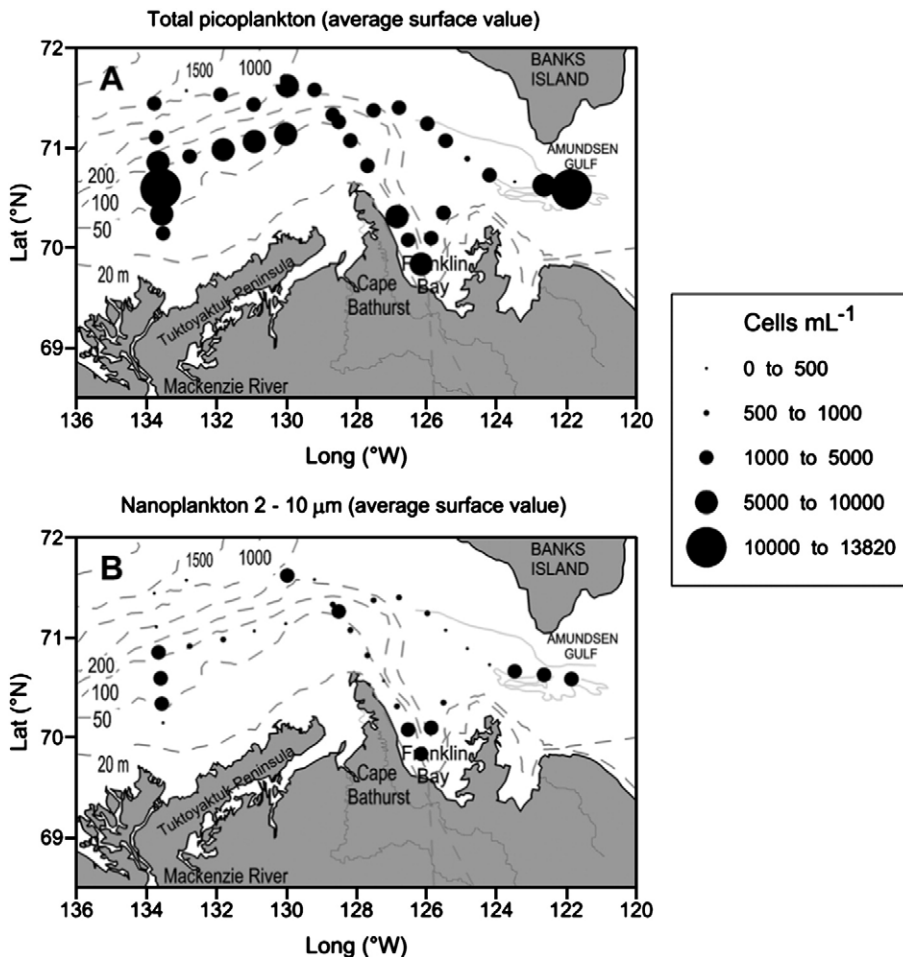 Total picoplankton (average surface value)
72
71
70
69
Lat (°N)
A
1500
1000
200
100
50
20 m
BANKS
ISLAND
AMUNDSEN
GULF
Tuktoyaktuk Peninsula
Cape
Bathurst
Franklin
Bay
Mackenzie River
136 134 132 130 128 126 124 122 120
Long (°W)
Cells mL-1
0 to 500
500 to 1000
1000 to 5000
5000 to 10000
10000 to 13820
Nanoplankton 2 - 10 µm (average surface value)
72
71
70
69
Lat (°N)
B
1500
1000
200
100
50
20 m
BANKS
ISLAND
AMUNDSEN
GULF
Tuktoyaktuk Peninsula
Cape
Bathurst
Franklin
Bay
Mackenzie River
136 134 132 130 128 126 124 122 120
Long (°W)